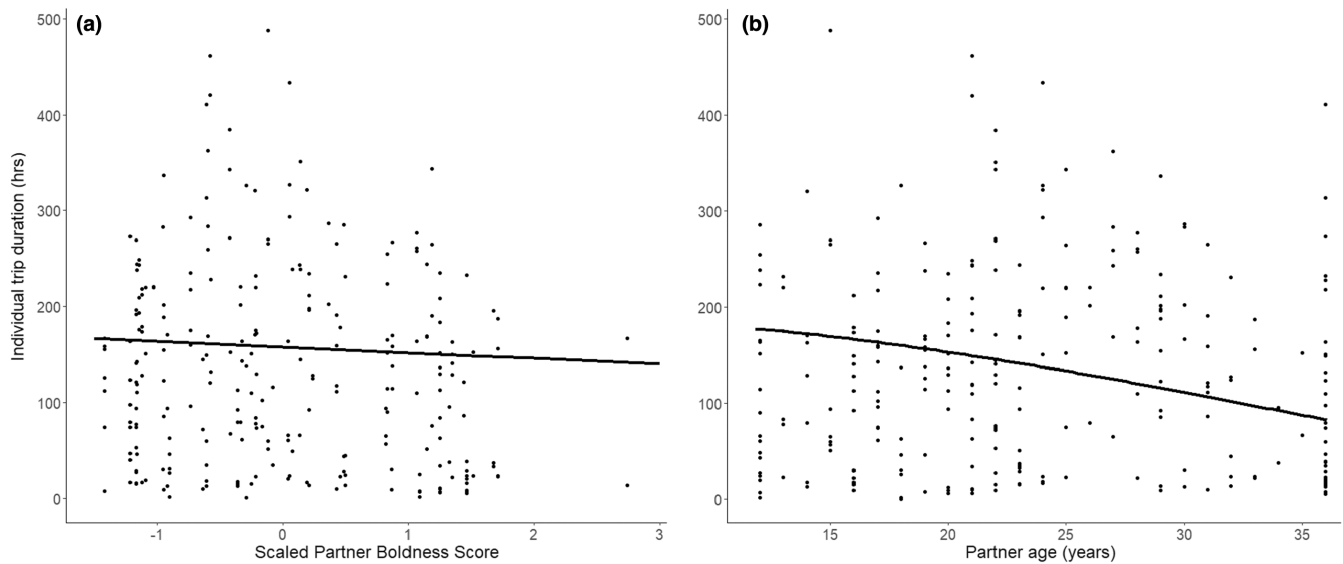 (a)
500
400
300
200
100
0
Individual trip duration (hrs)
-1 0 1 2 3
Scaled Partner Boldness Score
(b)
500
400
300
200
100
0
15 20 25 30 35
Partner age (years)